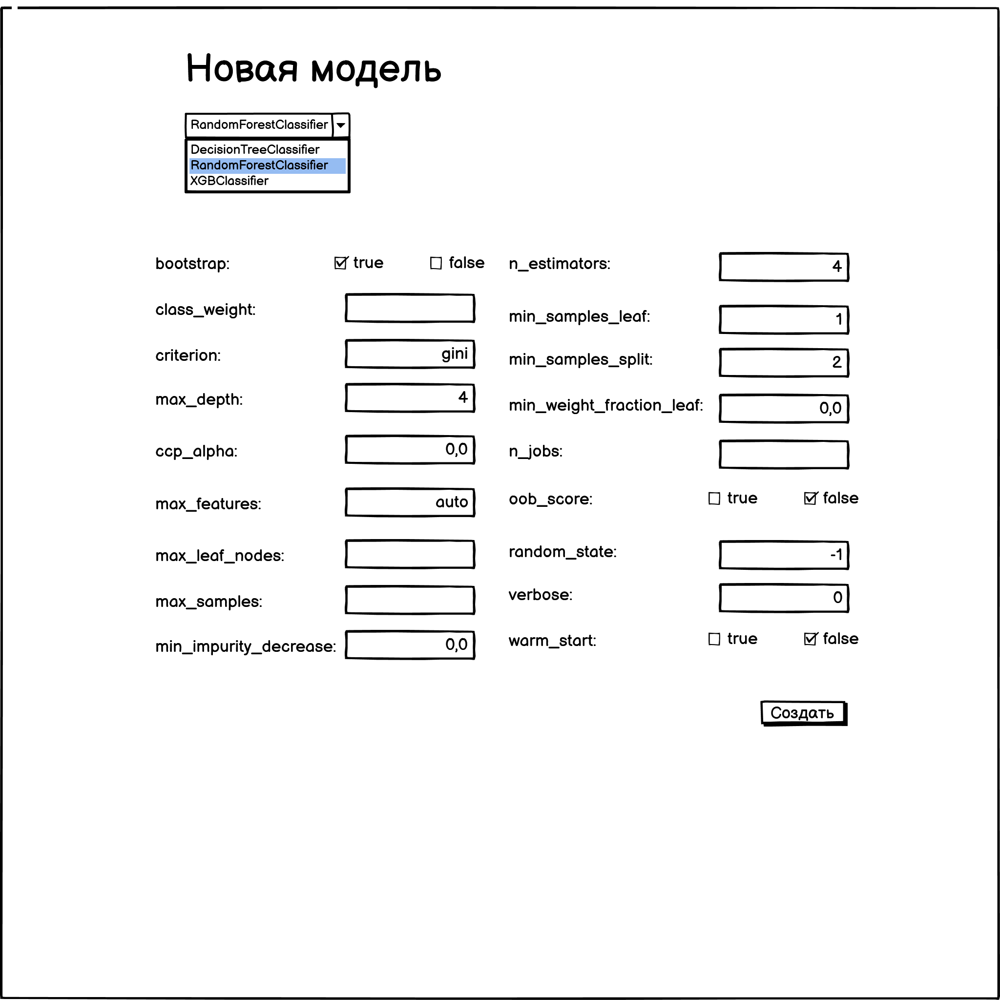 Новая модель
RandomForestClassifier
DecisionTreeClassifier
RandomForestClassifier
XGBClassifier
bootstrap: true false
class_weight:
criterion: gini
max_depth: 4
ccp_alpha: 0,0
max_features: auto
max_leaf_nodes:
max_samples:
min_impurity_decrease: 0,0
n_estimators: 4
min_samples_leaf: 1
min_samples_split: 2
min_weight_fraction_leaf: 0,0
n_jobs:
oob_score: true false
random_state: -1
verbose: 0
warm_start: true false
Создать